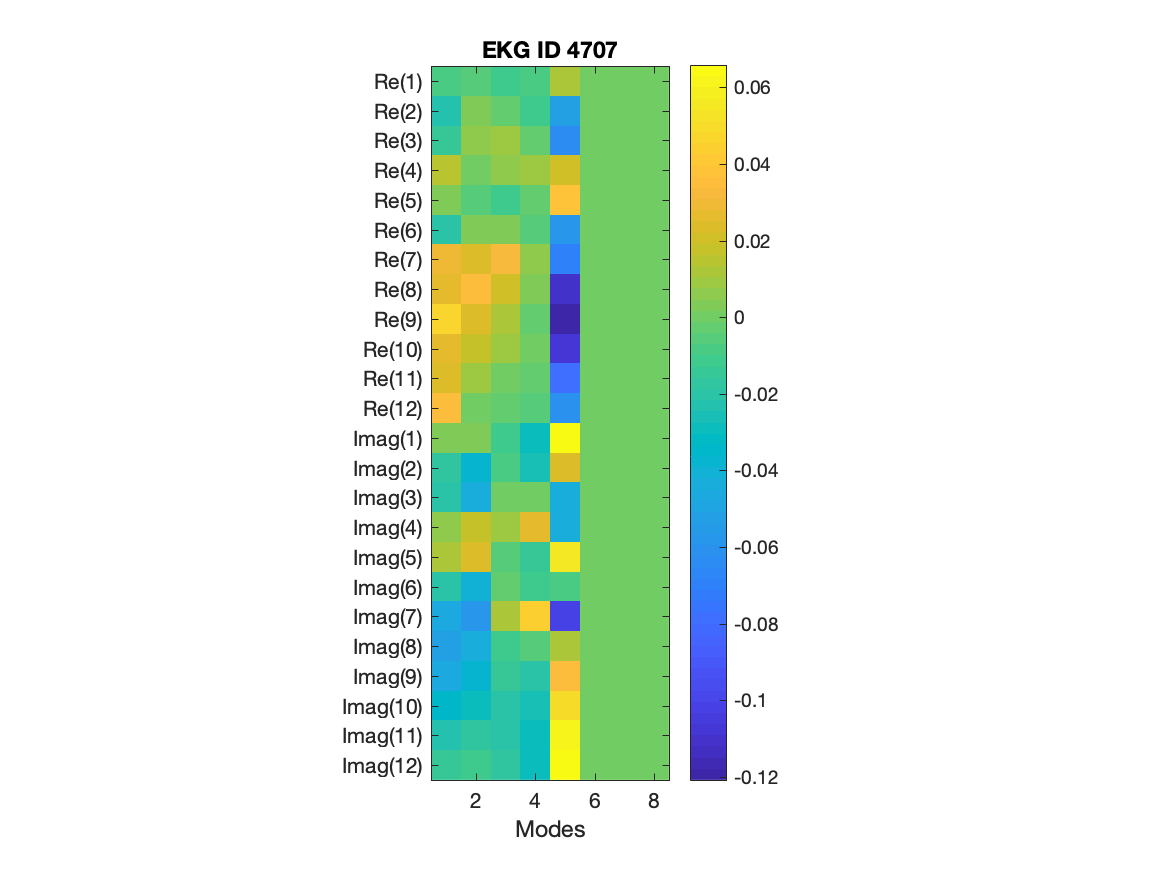 EKG ID 4707
Re(1)
Re(2)
Re(3)
Re(4)
Re(5)
Re(6)
Re(7)
Re(8)
Re(9)
Re(10)
Re(11)
Re(12)
Imag(1)
Imag(2)
Imag(3)
Imag(4)
Imag(5)
Imag(6)
Imag(7)
Imag(8)
Imag(9)
Imag(10)
Imag(11)
Imag(12)
2 4 6 8
Modes
0.06
0.04
0.02
0
-0.02
-0.04
-0.06
-0.08
-0.1
-0.12